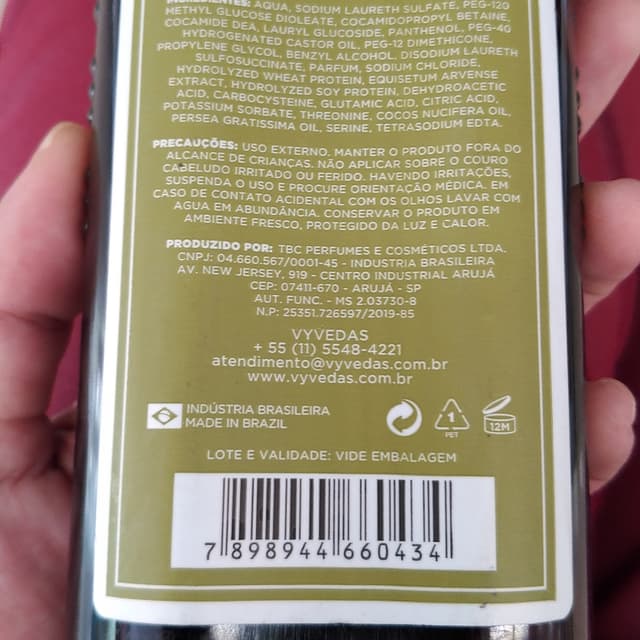 INGREDIENTES: AQUA, SODIUM LAURETH SULFATE, PEG-120
METHYL GLUCOSE DIOLEATE, COCAMIDOPROPYL BETAINE,
COCAMIDE DEA, LAURYL GLUCOSIDE, PANTHENOL, PEG-40
HYDROGENATED CASTOR OIL, PEG-12 DIMETHICONE,
PROPYLENE GLYCOL, BENZYL ALCOHOL, DISODIUM LAURETH
SULFOSUCCINATE, PARFUM, SODIUM CHLORIDE,
HYDROLYZED WHEAT PROTEIN, EQUISETUM ARVENSE
EXTRACT, HYDROLYZED SOY PROTEIN, DEHYDROACETIC
ACID, CARBOCYSTEINE, GLUTAMIC ACID, CITRIC ACID,
POTASSIUM SORBATE, THREONINE, COCOS NUCIFERA OIL,
PERSEA GRATISSIMA OIL, SERINE, TETRASODIUM EDTA.
PRECAUÇÕES: USO EXTERNO. MANTER O PRODUTO FORA DO
ALCANCE DE CRIANÇAS. NÃO APLICAR SOBRE O COURO
CABELUDO IRRITADO OU FERIDO. HAVENDO IRRITAÇÕES,
SUSPENDA O USO E PROCURE ORIENTAÇÃO MÉDICA. EM
CASO DE CONTATO ACIDENTAL COM OS OLHOS LAVAR COM
AGUA EM ABUNDÂNCIA. CONSERVAR O PRODUTO EM
AMBIENTE FRESCO, PROTEGIDO DA LUZ E CALOR.
PRODUZIDO POR: TBC PERFUMES E COSMÉTICOS LTDA.
CNPJ: 04.660.567/0001-45 - INDUSTRIA BRASILEIRA
AV. NEW JERSEY, 919 - CENTRO INDUSTRIAL ARUJÁ
CEP: 07411-670 - ARUJÁ - SP
AUT. FUNC. - MS 2.03730-8
N.P: 25351.726597/2019-85
VYVEDAS
+ 55 (11) 5548-4221
atendimento@vyvedas.com.br
www.vyvedas.com.br
INDÚSTRIA BRASILEIRA
MADE IN BRAZIL
1
PET
12M
LOTE E VALIDADE: VIDE EMBALAGEM
7 898944 660434